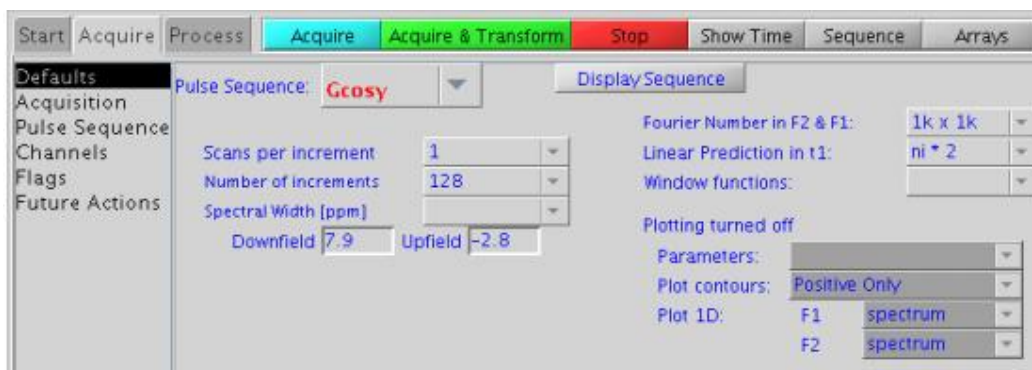 Start Acquire Process Acquire Acquire & Transform Stop Show Time Sequence Arrays
Defaults
Acquisition
Pulse Sequence
Channels
Flags
Future Actions
Pulse Sequence: Gcosy Display Sequence
Scans per increment 1
Number of increments 128
Spectral Width [ppm]
Downfield 7.9 Upfield -2.8
Fourier Number in F2 & F1: 1k x 1k
Linear Prediction in t1: ni * 2
Window functions:
Plotting turned off
Parameters:
Plot contours: Positive Only
Plot 1D: F1 spectrum
F2 spectrum